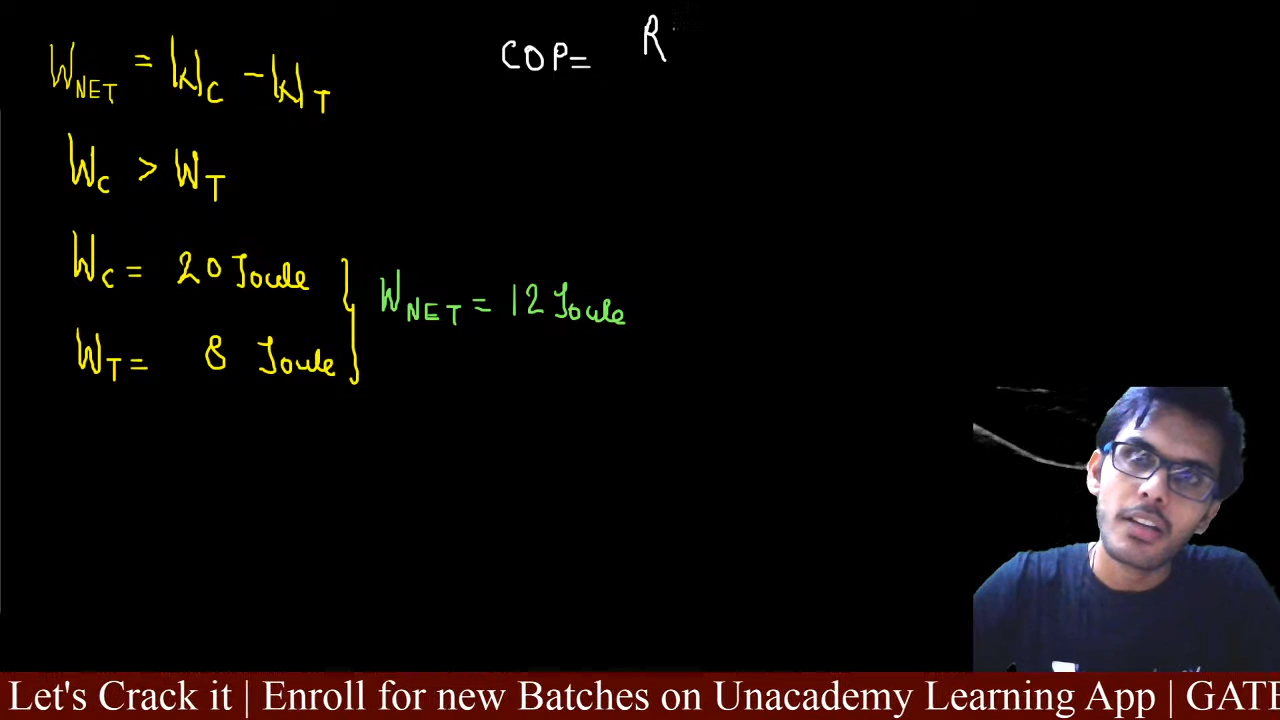 W_NET = W_C - W_T
COP= R
W_C > W_T
W_C = 20 Joule
W_NET = 12 Joule
W_T = 8 Joule
Let's Crack it | Enroll for new Batches on Unacademy Learning App | GATE